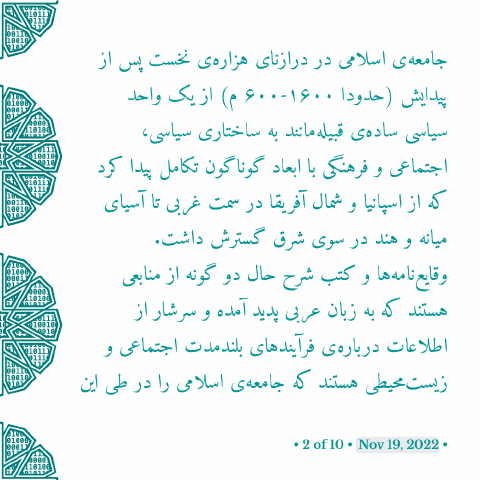 جامعه‌ی اسلامی در درازنای هزاره‌ی نخست پس از
پیدایش (حدودا ۱۶۰۰-۶۰۰ م) از یک واحد
سیاسی ساده‌ی قبیله‌مانند به ساختاری سیاسی،
اجتماعی و فرهنگی با ابعاد گوناگون تکامل پیدا کرد
که از اسپانیا و شمال آفریقا در سمت غربی تا آسیای
میانه و هند در سوی شرق گسترش داشت.
وقایع‌نامه‌ها و کتب شرح حال دو گونه از منابعی
هستند که به زبان عربی پدید آمده و سرشار از
اطلاعات درباره‌ی فرآیندهای بلندمدت اجتماعی و
زیست‌محیطی هستند که جامعه‌ی اسلامی را در طی این
• 2 of 10 • Nov 19, 2022 •